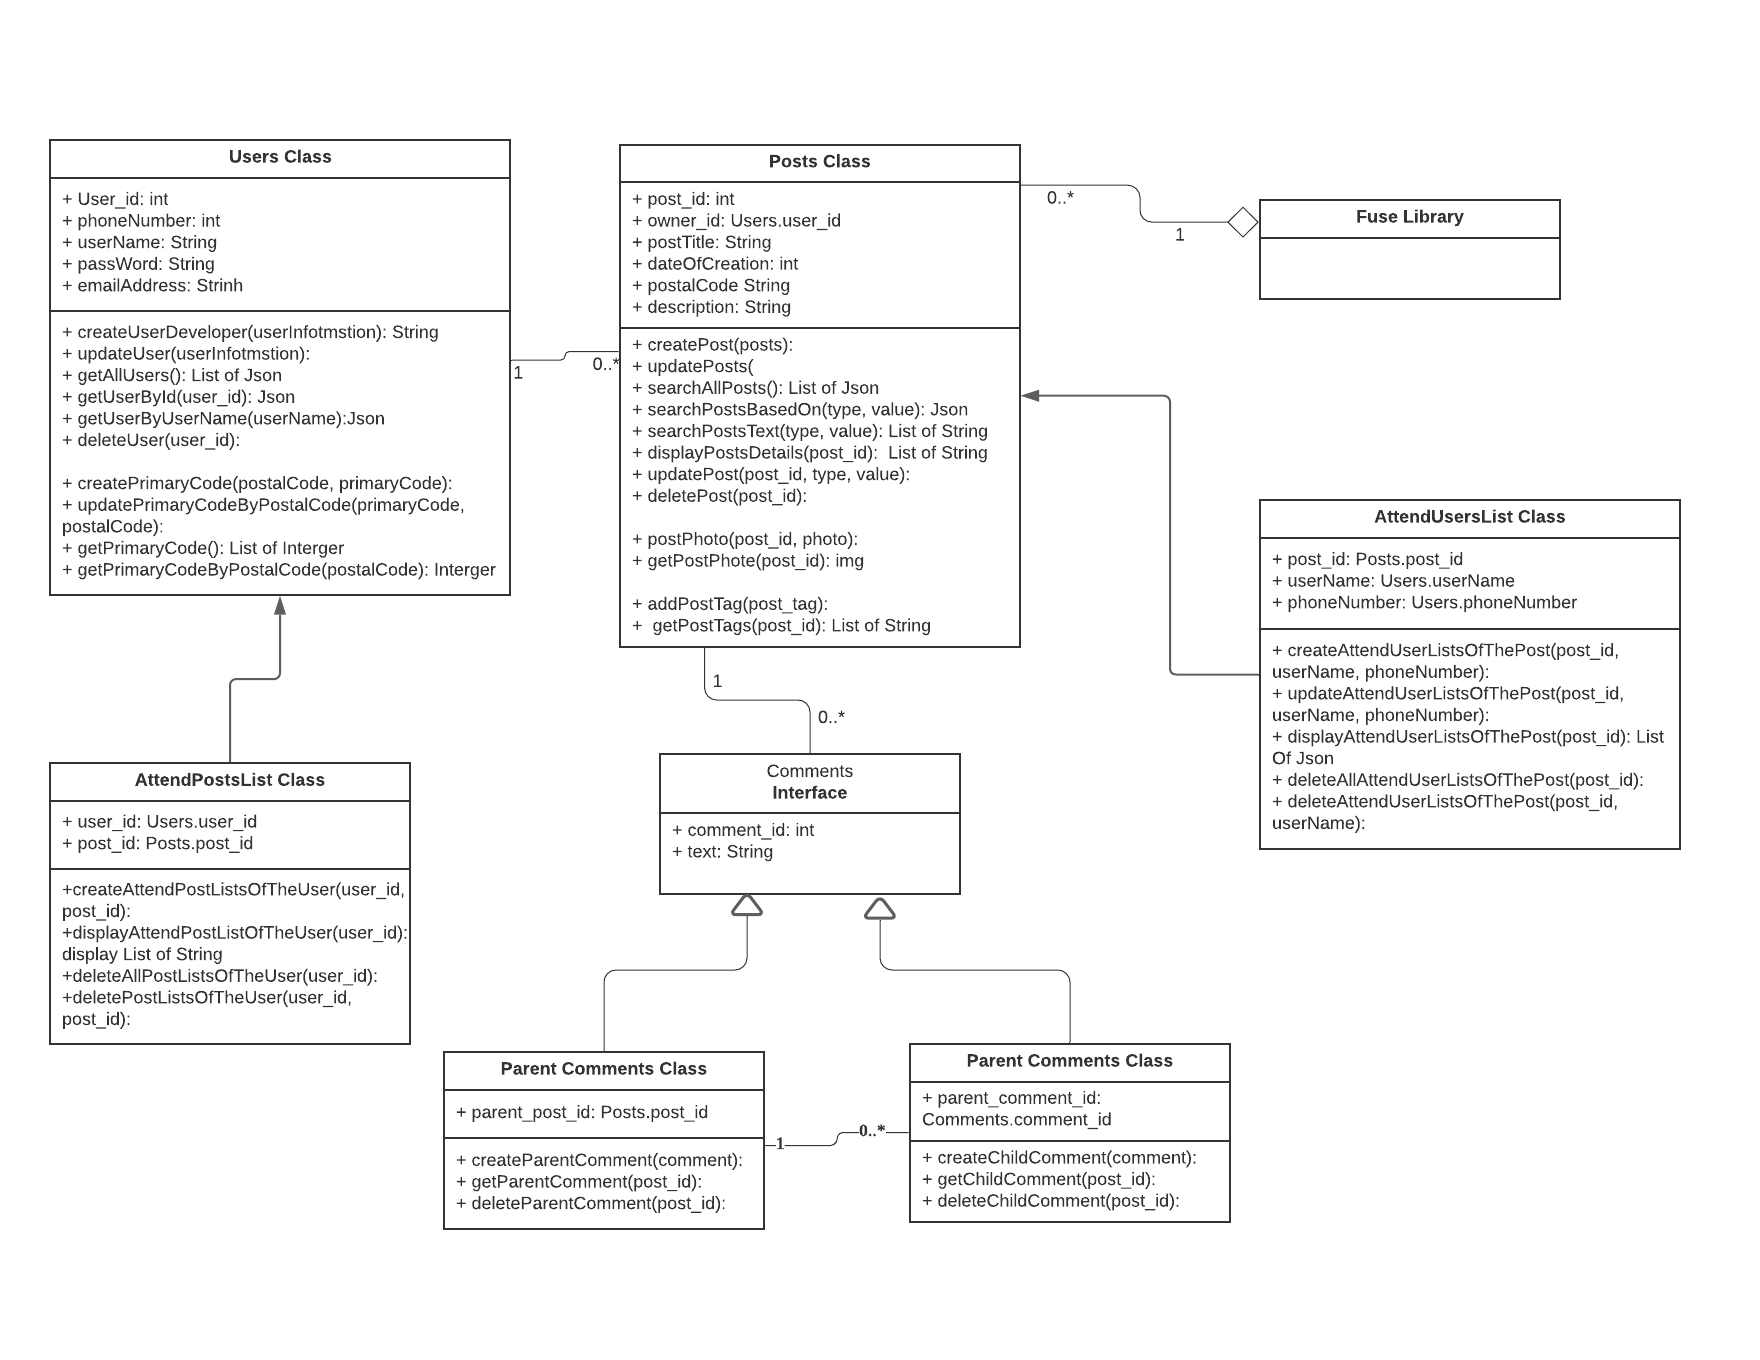 Users Class
+ User_id: int
+ phoneNumber: int
+ userName: String
+ passWord: String
+ emailAddress: Strinh
+ createUserDeveloper(userInfotmstion): String
+ updateUser(userInfotmstion):
+ getAllUsers(): List of Json
+ getUserById(user_id): Json
+ getUserByUserName(userName):Json
+ deleteUser(user_id):
+ createPrimaryCode(postalCode, primaryCode):
+ updatePrimaryCodeByPostalCode(primaryCode,
postalCode):
+ getPrimaryCode(): List of Interger
+ getPrimaryCodeByPostalCode(postalCode): Interger
1
0..*
Posts Class
+ post_id: int
+ owner_id: Users.user_id
+ postTitle: String
+ dateOfCreation: int
+ postalCode String
+ description: String
+ createPost(posts):
+ updatePosts(
+ searchAllPosts(): List of Json
+ searchPostsBasedOn(type, value): Json
+ searchPostsText(type, value): List of String
+ displayPostsDetails(post_id):  List of String
+ updatePost(post_id, type, value):
+ deletePost(post_id):
+ postPhoto(post_id, photo):
+ getPostPhote(post_id): img
+ addPostTag(post_tag):
+  getPostTags(post_id): List of String
0..*
1
Fuse Library
AttendUsersList Class
+ post_id: Posts.post_id
+ userName: Users.userName
+ phoneNumber: Users.phoneNumber
+ createAttendUserListsOfThePost(post_id,
userName, phoneNumber):
+ updateAttendUserListsOfThePost(post_id,
userName, phoneNumber):
+ displayAttendUserListsOfThePost(post_id): List
Of Json
+ deleteAllAttendUserListsOfThePost(post_id):
+ deleteAttendUserListsOfThePost(post_id,
userName):
1
0..*
AttendPostsList Class
+ user_id: Users.user_id
+ post_id: Posts.post_id
+createAttendPostListsOfTheUser(user_id,
post_id):
+displayAttendPostListOfTheUser(user_id):
display List of String
+deleteAllPostListsOfTheUser(user_id):
+deletePostListsOfTheUser(user_id,
post_id):
Comments
Interface
+ comment_id: int
+ text: String
Parent Comments Class
+ parent_post_id: Posts.post_id
+ createParentComment(comment):
+ getParentComment(post_id):
+ deleteParentComment(post_id):
1
0..*
Parent Comments Class
+ parent_comment_id:
Comments.comment_id
+ createChildComment(comment):
+ getChildComment(post_id):
+ deleteChildComment(post_id):